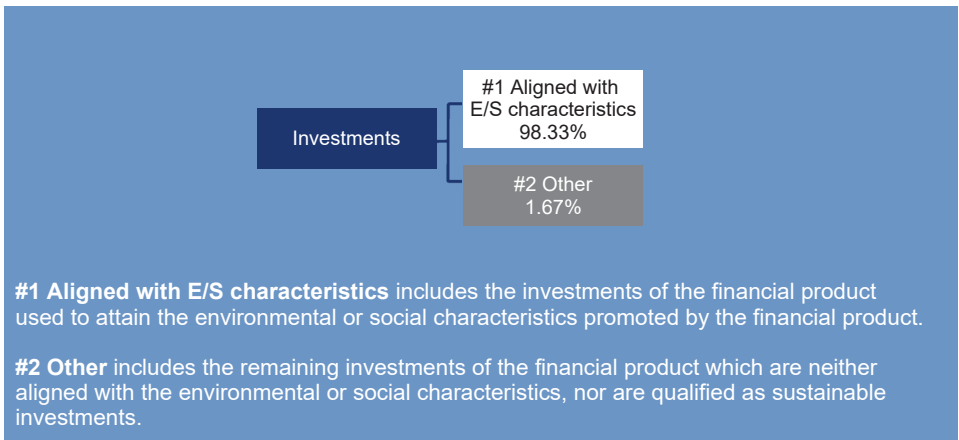 #1 Aligned with
E/S characteristics
98.33%
Investments
#2 Other
1.67%
#1 Aligned with E/S characteristics includes the investments of the financial product
used to attain the environmental or social characteristics promoted by the financial product.
#2 Other includes the remaining investments of the financial product which are neither
aligned with the environmental or social characteristics, nor are qualified as sustainable
investments.